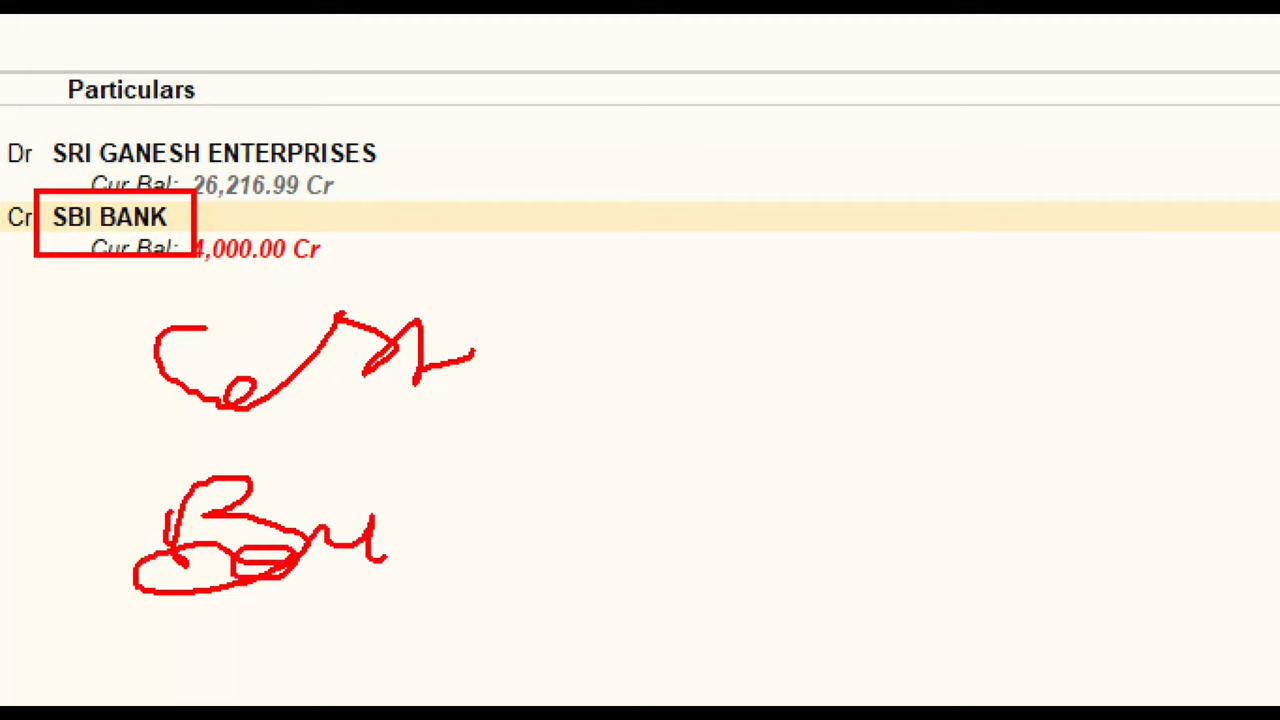 Particulars
Dr SRI GANESH ENTERPRISES
Cur Bal: 26,216.99 Cr
Cr SBI BANK
Cur Bal: 4,000.00 Cr